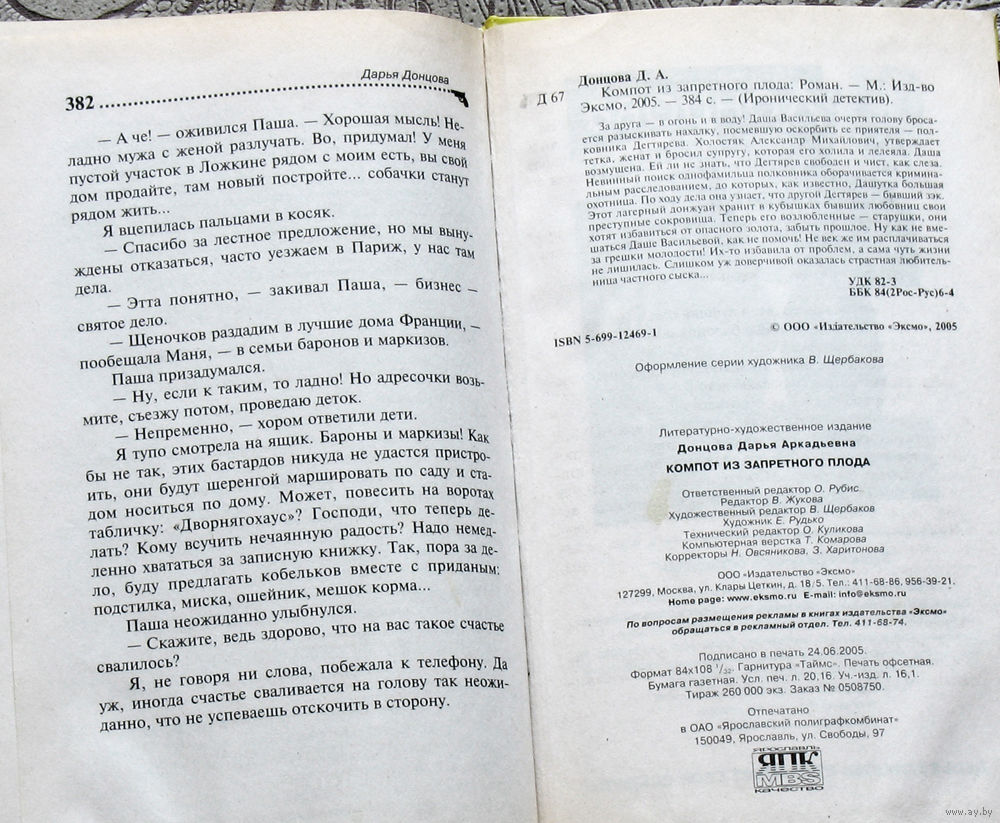 Дарья Донцова
382
— А че! — оживился Паша. — Хорошая мысль! Не-
ладно мужа с женой разлучать. Во, придумал! У меня
пустой участок в Ложкине рядом с моим есть, вы свой
дом продайте, там новый постройте... собачки станут
рядом жить...
Я вцепилась пальцами в косяк.
— Спасибо за лестное предложение, но мы выну-
ждены отказаться, часто уезжаем в Париж, у нас там
дела.
— Этта понятно, — закивал Паша, — бизнес —
святое дело.
— Щеночков раздадим в лучшие дома Франции, —
пообещала Маня, — в семьи баронов и маркизов.
Паша призадумался.
— Ну, если к таким, то ладно! Но адресочки возь-
мите, съезжу потом, проведаю деток.
— Непременно, — хором ответили дети.
Я тупо смотрела на ящик. Бароны и маркизы! Как
бы не так, этих бастардов никуда не удастся пристро-
ить, они будут шеренгой маршировать по саду и ста-
дом носиться по дому. Может, повесить на воротах
табличку: «Дворнягохаус»? Господи, что теперь де-
лать? Кому всучить нечаянную радость? Надо немед-
ленно хвататься за записную книжку. Так, пора за де-
ло, буду предлагать кобельков вместе с приданым:
подстилка, миска, ошейник, мешок корма...
Паша неожиданно улыбнулся.
— Скажите, ведь здорово, что на вас такое счастье
свалилось?
Я, не говоря ни слова, побежала к телефону. Да
уж, иногда счастье сваливается на голову так неожи-
данно, что не успеваешь отскочить в сторону.
Донцова Д. А.
Д 67
Компот из запретного плода: Роман. — М.: Изд-во
Эксмо, 2005. — 384 с. — (Иронический детектив).
За друга — в огонь и в воду! Даша Васильева очертя голову броса-
ется разыскивать нахалку, посмевшую оскорбить ее приятеля — пол-
ковника Дегтярева. Холостяк Александр Михайлович, утверждает
тетка, женат и бросил супругу, которая его холила и лелеяла. Даша
возмущена. Ей ли не знать, что Дегтярев свободен и чист, как слеза.
Невинный поиск однофамильца полковника оборачивается кримина-
льным расследованием, до которых, как известно, Дашутка большая
охотница. По ходу дела она узнает, что другой Дегтярев — бывший зэк.
Этот лагерный донжуан хранит в кубышках бывших любовниц свои
преступные сокровища. Теперь его возлюбленные — старушки, они
хотят избавиться от опасного золота, забыть прошлое. Ну как не вме-
шаться Даше Васильевой, как не помочь! Не век же им расплачиваться
за грешки молодости! Их-то избавила от проблем, а сама чуть жизни
не лишилась. Слишком уж доверчивой оказалась страстная любитель-
ница частного сыска...
УДК 82-3
ББК 84(2Рос-Рус)6-4
ISBN 5-699-12469-1
© ООО «Издательство «Эксмо», 2005
Оформление серии художника В. Щербакова
Литературно-художественное издание
Донцова Дарья Аркадьевна
КОМПОТ ИЗ ЗАПРЕТНОГО ПЛОДА
Ответственный редактор О. Рубис
Редактор В. Жукова
Художественный редактор В. Щербаков
Художник Е. Рудько
Технический редактор О. Куликова
Компьютерная верстка Т. Комарова
Корректоры Н. Овсяникова, З. Харитонова
ООО «Издательство «Эксмо»
127299, Москва, ул. Клары Цеткин, д. 18/5. Тел.: 411-68-86, 956-39-21.
Home page: www.eksmo.ru E-mail: info@eksmo.ru
По вопросам размещения рекламы в книгах издательства «Эксмо»
обращаться в рекламный отдел. Тел. 411-68-74.
Подписано в печать 24.06.2005.
Формат 84х108 1/32. Гарнитура «Таймс». Печать офсетная.
Бумага газетная. Усл. печ. л. 20,16. Уч.-изд. л. 16,1.
Тираж 260 000 экз. Заказ № 0508750.
Отпечатано
в ОАО «Ярославский полиграфкомбинат»
150049, Ярославль, ул. Свободы, 97
ЯРОСЛАВЛЬ
ЯПК
MBS
качество
www.ay.by